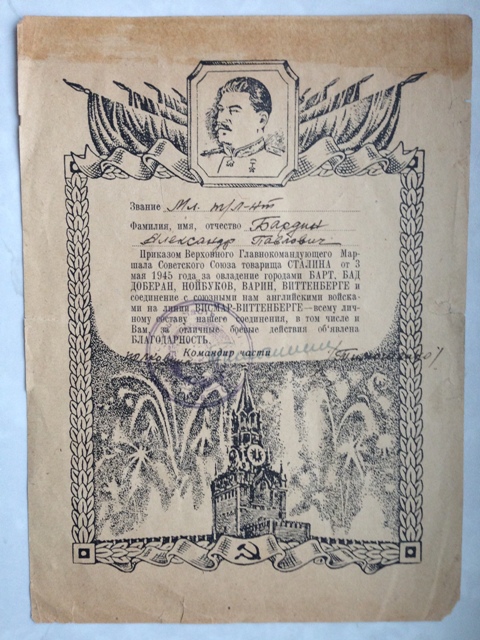 Звание Мл. т/л-нт
Фамилия, имя, отчество Бардин
Александр Павлович
Приказом Верховного Главнокомандующего Мар-
шала Советского Союза товарища СТАЛИНА от 3
мая 1945 года за овладение городами БАРТ, БАД
ДОБЕРАН, НОЙБУКОВ, ВАРИН, ВИТТЕНБЕРГЕ и
соединение с союзными нам английскими войска-
ми на линии ВИСМАР-ВИТТЕНБЕРГЕ—всему лич-
ному составу нашего соединения, в том числе и
Вам, за отличные боевые действия об'явлена
БЛАГОДАРНОСТЬ.
Командир части